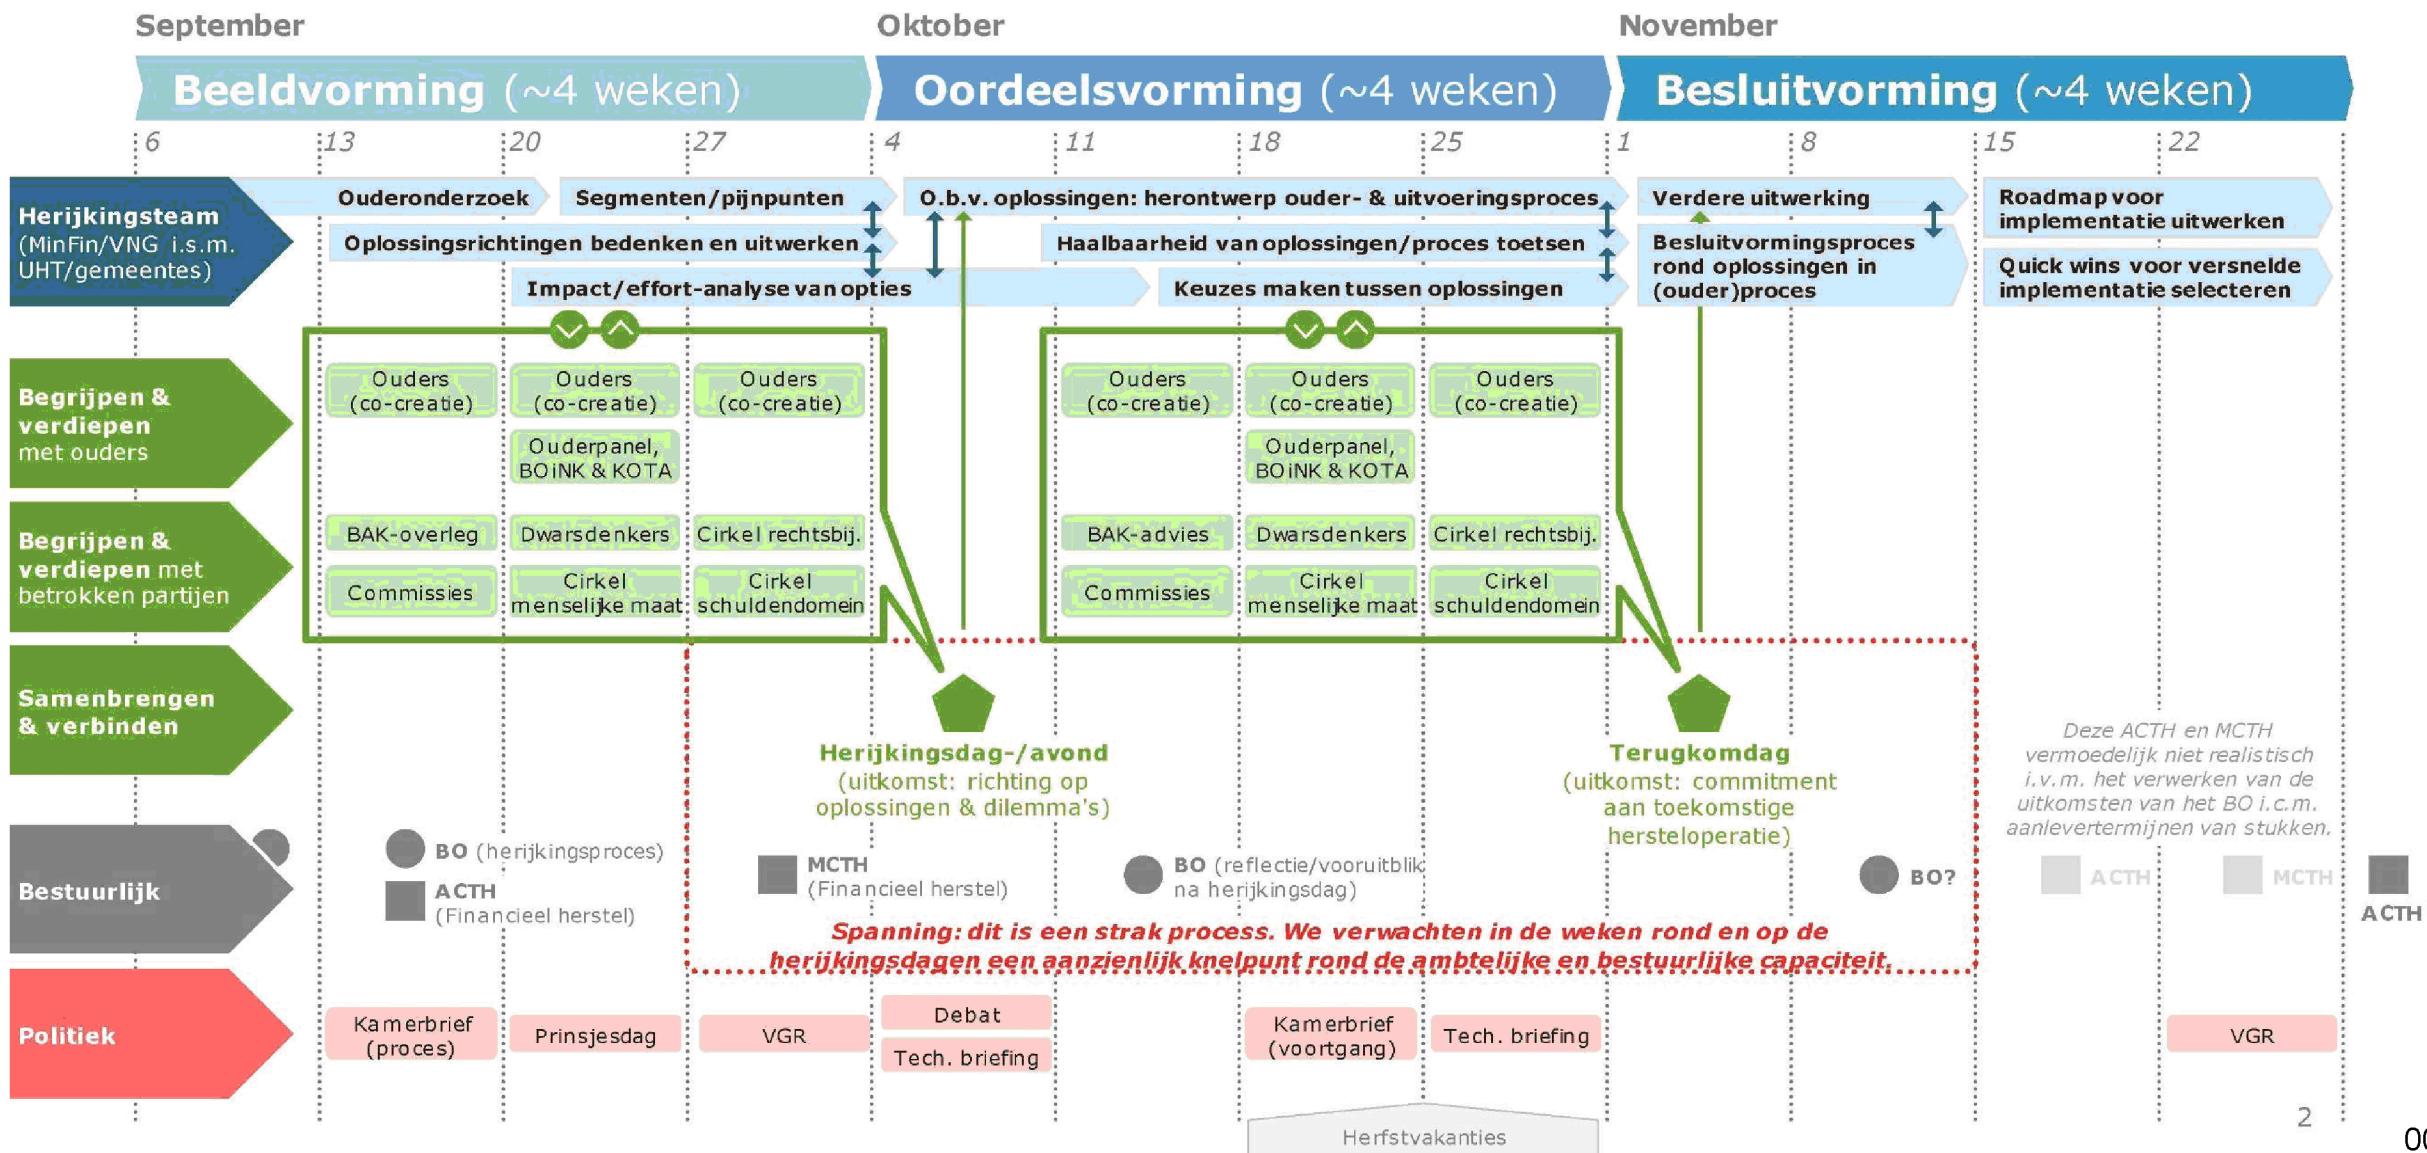 September
Oktober
November
Beeldvorming (~4 weken)
Oordeelsvorming (~4 weken)
Besluitvorming (~4 weken)
6
13
20
27
4
11
18
25
1
8
15
22
Herijkingsteam
(MinFin/VNG i.s.m.
UHT/gemeentes)
Ouderonderzoek
Segmenten/pijnpunten
O.b.v. oplossingen: herontwerp ouder- & uitvoeringsproces
Verdere uitwerking
Roadmap voor
implementatie uitwerken
Oplossingsrichtingen bedenken en uitwerken
Haalbaarheid van oplossingen/proces toetsen
Besluitvormingsproces
rond oplossingen in
(ouder)proces
Quick wins voor versnelde
implementatie selecteren
Impact/effort-analyse van opties
Keuzes maken tussen oplossingen
Begrijpen &
verdiepen
met ouders
Ouders
(co-creatie)
Ouders
(co-creatie)
Ouders
(co-creatie)
Ouders
(co-creatie)
Ouders
(co-creatie)
Ouders
(co-creatie)
Ouderpanel,
BOiNK & KOTA
Ouderpanel,
BOiNK & KOTA
Begrijpen &
verdiepen met
betrokken partijen
BAK-overleg
Dwarsdenkers
Cirkel rechtsbij.
BAK-advies
Dwarsdenkers
Cirkel rechtsbij.
Commissies
Cirkel
menselijke maat
Cirkel
schuldendomein
Commissies
Cirkel
menselijke maat
Cirkel
schuldendomein
Samenbrengen
& verbinden
Herijkingsdag-/avond
(uitkomst: richting op
oplossingen & dilemma's)
Terugkomdag
(uitkomst: commitment
aan toekomstige
hersteloperatie)
Deze ACTH en MCTH
vermoedelijk niet realistisch
i.v.m. het verwerken van de
uitkomsten van het BO i.c.m.
aanlevertermijnen van stukken.
Bestuurlijk
BO (herijkingsproces)
ACTH
(Financieel herstel)
MCTH
(Financieel herstel)
BO (reflectie/vooruitblik
na herijkingsdag)
BO?
ACTH
MCTH
ACTH
Spanning: dit is een strak process. We verwachten in de weken rond en op de
herijkingsdagen een aanzienlijk knelpunt rond de ambtelijke en bestuurlijke capaciteit.
Politiek
Kamerbrief
(proces)
Prinsjesdag
VGR
Debat
Tech. briefing
Kamerbrief
(voortgang)
Tech. briefing
VGR
Herfstvakanties
2
00